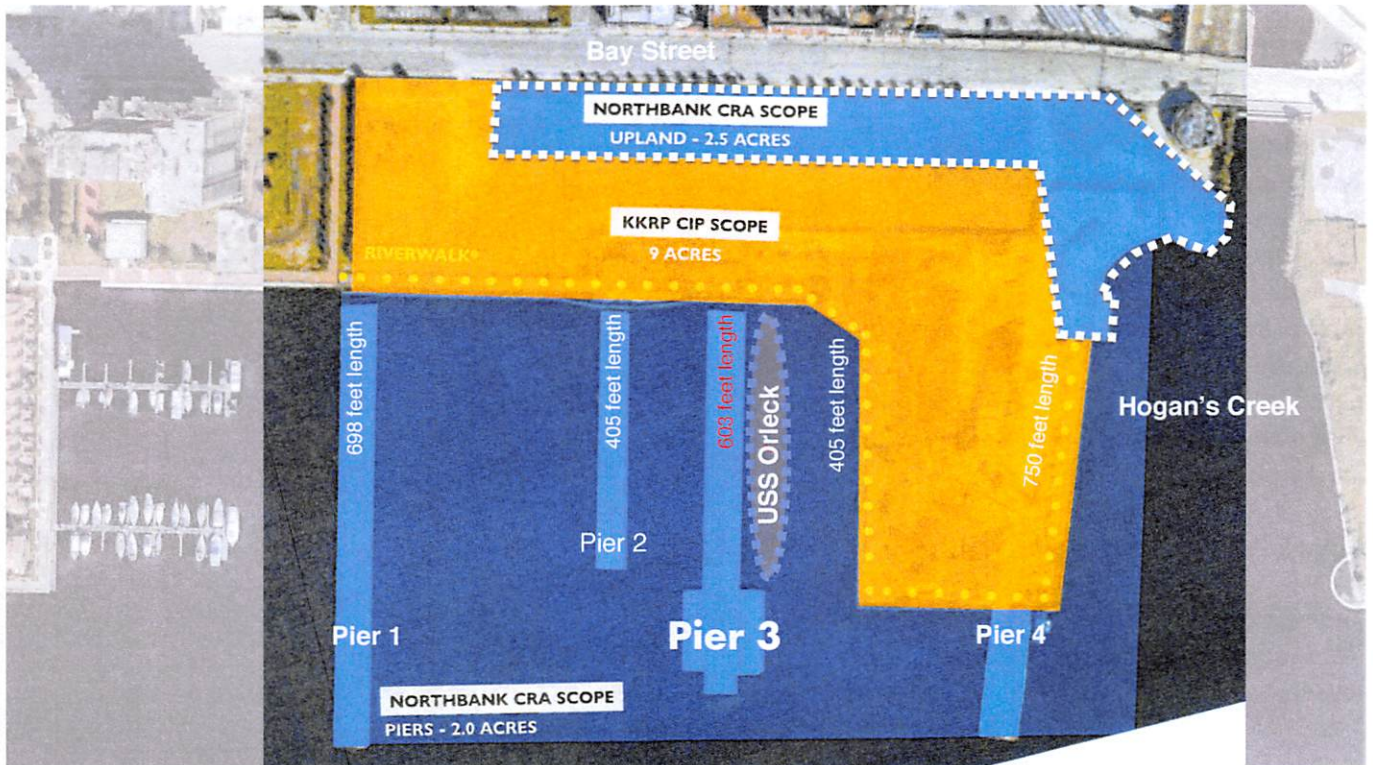 Bay Street
NORTHBANK CRA SCOPE
UPLAND - 2.5 ACRES
KKRP CIP SCOPE
9 ACRES
RIVERWALK
698 feet length
405 feet length
603 feet length
USS Orleck
405 feet length
750 feet length
Hogan's Creek
Pier 2
Pier 1
Pier 3
Pier 4
NORTHBANK CRA SCOPE
PIERS - 2.0 ACRES